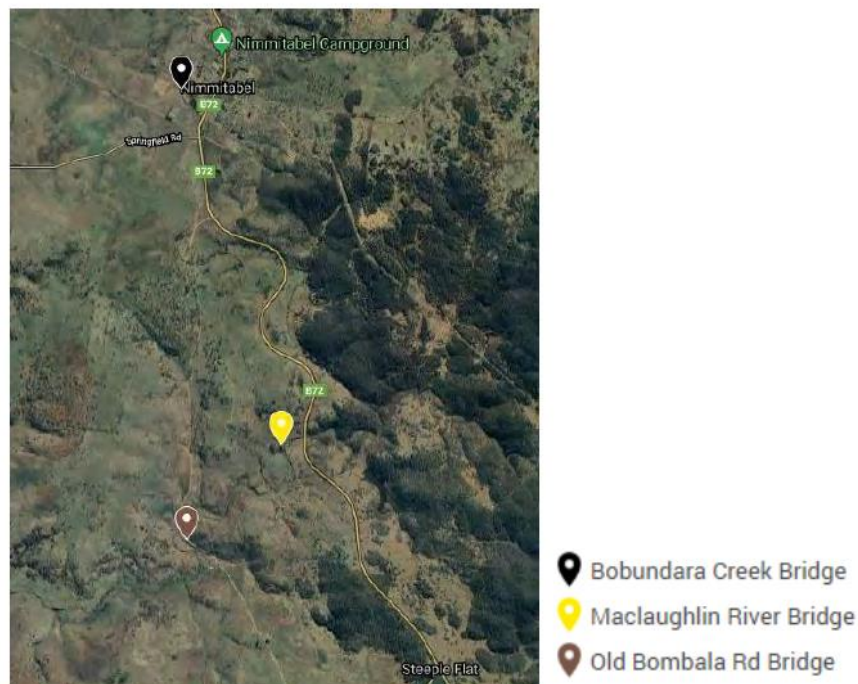 Nimmitabel Campground
Nimmitabel
B72
Springfield Rd
B72
B72
Steeple Flat
Bobundara Creek Bridge
Maclaughlin River Bridge
Old Bombala Rd Bridge